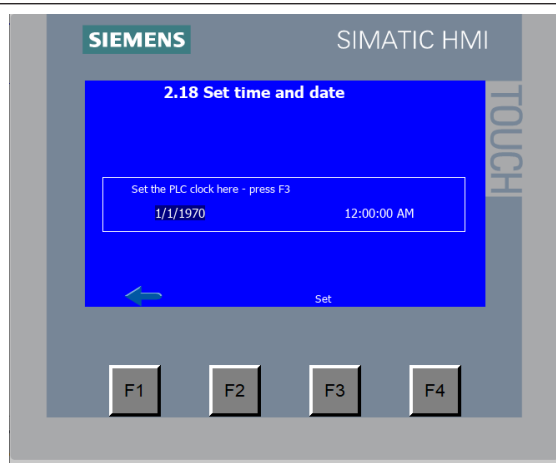 SIEMENS SIMATIC HMI
TOUCH
2.18 Set time and date
Set the PLC clock here - press F3
1/1/1970 12:00:00 AM
Set
F1 F2 F3 F4